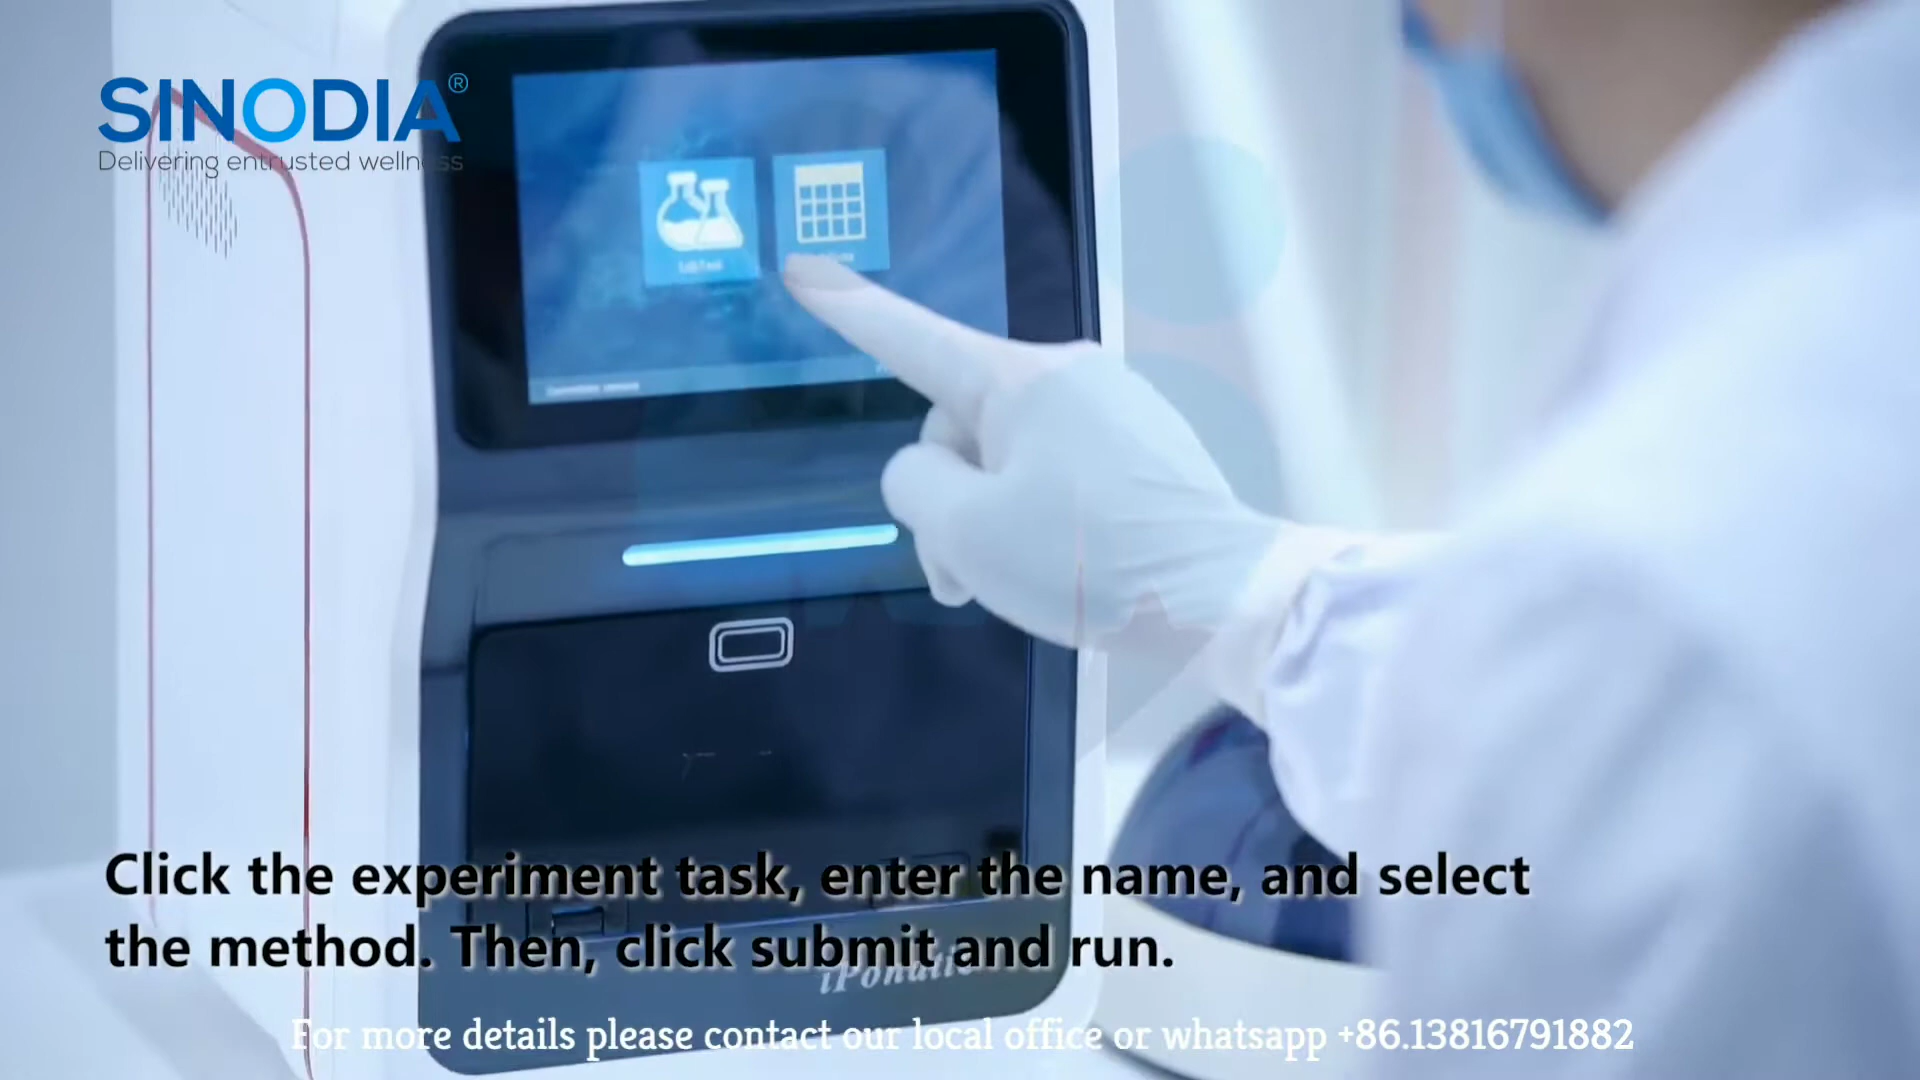 SINODIA®
Delivering entrusted wellness
Click the experiment task, enter the name, and select
the method. Then, click submit and run.
iPonatic
For more details please contact our local office or whatsapp +86.13816791882